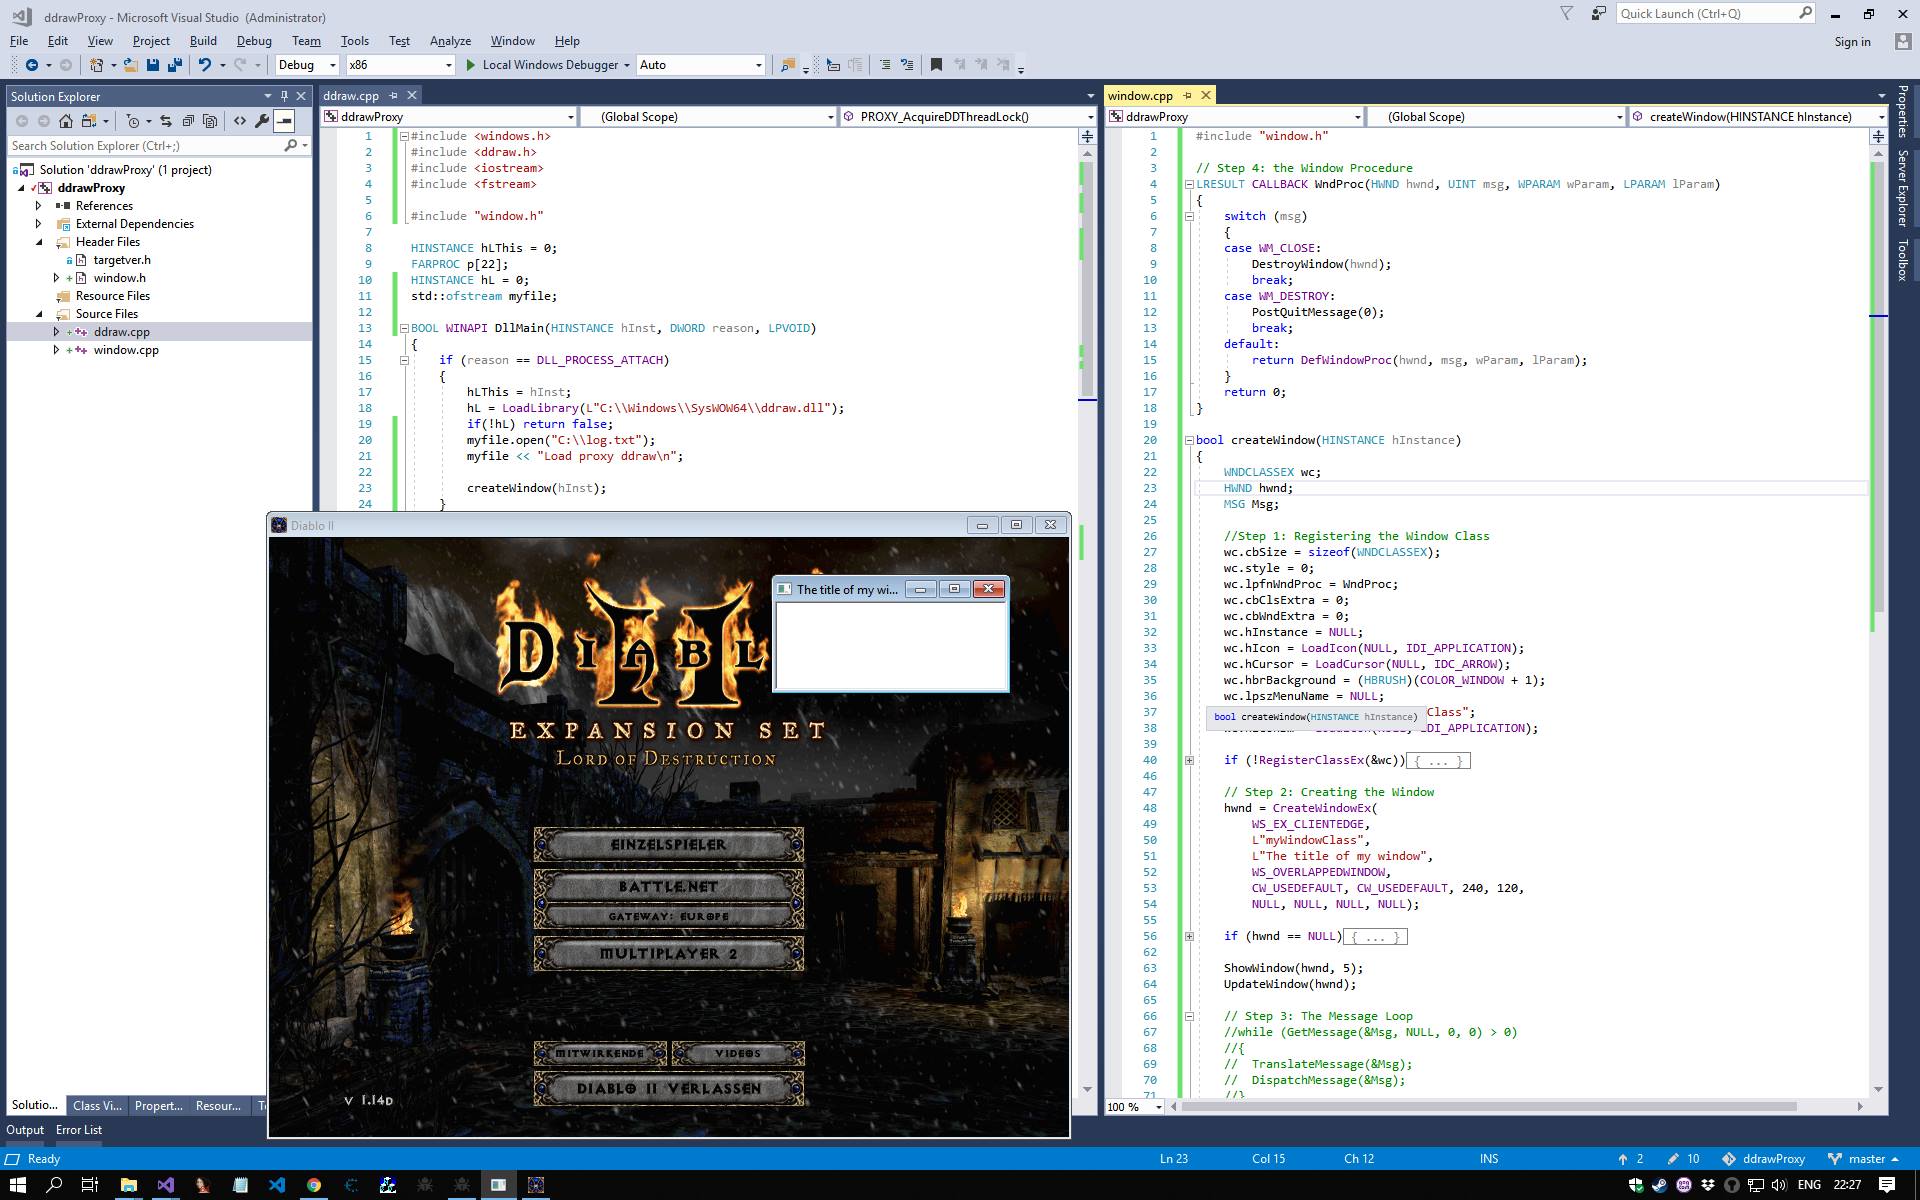 ddrawProxy - Microsoft Visual Studio (Administrator)
Quick Launch (Ctrl+Q)
File Edit View Project Build Debug Team Tools Test Analyze Window Help
Sign in
Debug x86 Local Windows Debugger Auto
Solution Explorer
Search Solution Explorer (Ctrl+;)
Solution 'ddrawProxy' (1 project)
ddrawProxy
References
External Dependencies
Header Files
targetver.h
window.h
Resource Files
Source Files
ddraw.cpp
window.cpp
Solutio... Class Vi... Propert... Resour... T
Output Error List
ddraw.cpp
ddrawProxy (Global Scope) PROXY_AcquireDDThreadLock()
1 #include <windows.h>
2 #include <ddraw.h>
3 #include <iostream>
4 #include <fstream>
5
6 #include "window.h"
7
8 HINSTANCE hLThis = 0;
9 FARPROC p[22];
10 HINSTANCE hL = 0;
11 std::ofstream myfile;
12
13 BOOL WINAPI DllMain(HINSTANCE hInst, DWORD reason, LPVOID)
14 {
15 if (reason == DLL_PROCESS_ATTACH)
16 {
17 hLThis = hInst;
18 hL = LoadLibrary(L"C:\\Windows\\SysWOW64\\ddraw.dll");
19 if(!hL) return false;
20 myfile.open("C:\\log.txt");
21 myfile << "Load proxy ddraw\n";
22
23 createWindow(hInst);
24 }
Diablo II
The title of my wi...
DIABL
II
EXPANSION SET
LORD OF DESTRUCTION
EINZELSPIELER
BATTLE.NET
GATEWAY: EUROPE
MULTIPLAYER 2
MITWIRKENDE VIDEOS
DIABLO II VERLASSEN
V 1.14D
window.cpp
ddrawProxy (Global Scope) createWindow(HINSTANCE hInstance)
1 #include "window.h"
2
3 // Step 4: the Window Procedure
4 LRESULT CALLBACK WndProc(HWND hwnd, UINT msg, WPARAM wParam, LPARAM lParam)
5 {
6 switch (msg)
7 {
8 case WM_CLOSE:
9 DestroyWindow(hwnd);
10 break;
11 case WM_DESTROY:
12 PostQuitMessage(0);
13 break;
14 default:
15 return DefWindowProc(hwnd, msg, wParam, lParam);
16 }
17 return 0;
18 }
19
20 bool createWindow(HINSTANCE hInstance)
21 {
22 WNDCLASSEX wc;
23 HWND hwnd;
24 MSG Msg;
25
26 //Step 1: Registering the Window Class
27 wc.cbSize = sizeof(WNDCLASSEX);
28 wc.style = 0;
29 wc.lpfnWndProc = WndProc;
30 wc.cbClsExtra = 0;
31 wc.cbWndExtra = 0;
32 wc.hInstance = NULL;
33 wc.hIcon = LoadIcon(NULL, IDI_APPLICATION);
34 wc.hCursor = LoadCursor(NULL, IDC_ARROW);
35 wc.hbrBackground = (HBRUSH)(COLOR_WINDOW + 1);
36 wc.lpszMenuName = NULL;
37 bool createWindow(HINSTANCE hInstance) Class";
38 IDI_APPLICATION);
39
40 if (!RegisterClassEx(&wc)){ ... }
46
47 // Step 2: Creating the Window
48 hwnd = CreateWindowEx(
49 WS_EX_CLIENTEDGE,
50 L"myWindowClass",
51 L"The title of my window",
52 WS_OVERLAPPEDWINDOW,
53 CW_USEDEFAULT, CW_USEDEFAULT, 240, 120,
54 NULL, NULL, NULL, NULL);
55
56 if (hwnd == NULL){ ... }
62
63 ShowWindow(hwnd, 5);
64 UpdateWindow(hwnd);
65
66 // Step 3: The Message Loop
67 //while (GetMessage(&Msg, NULL, 0, 0) > 0)
68 //{
69 // TranslateMessage(&Msg);
70 // DispatchMessage(&Msg);
71 //}
100 %
Properties
Server Explorer
Toolbox
Ready Ln 23 Col 15 Ch 12 INS 2 10 ddrawProxy master
ENG 22:27